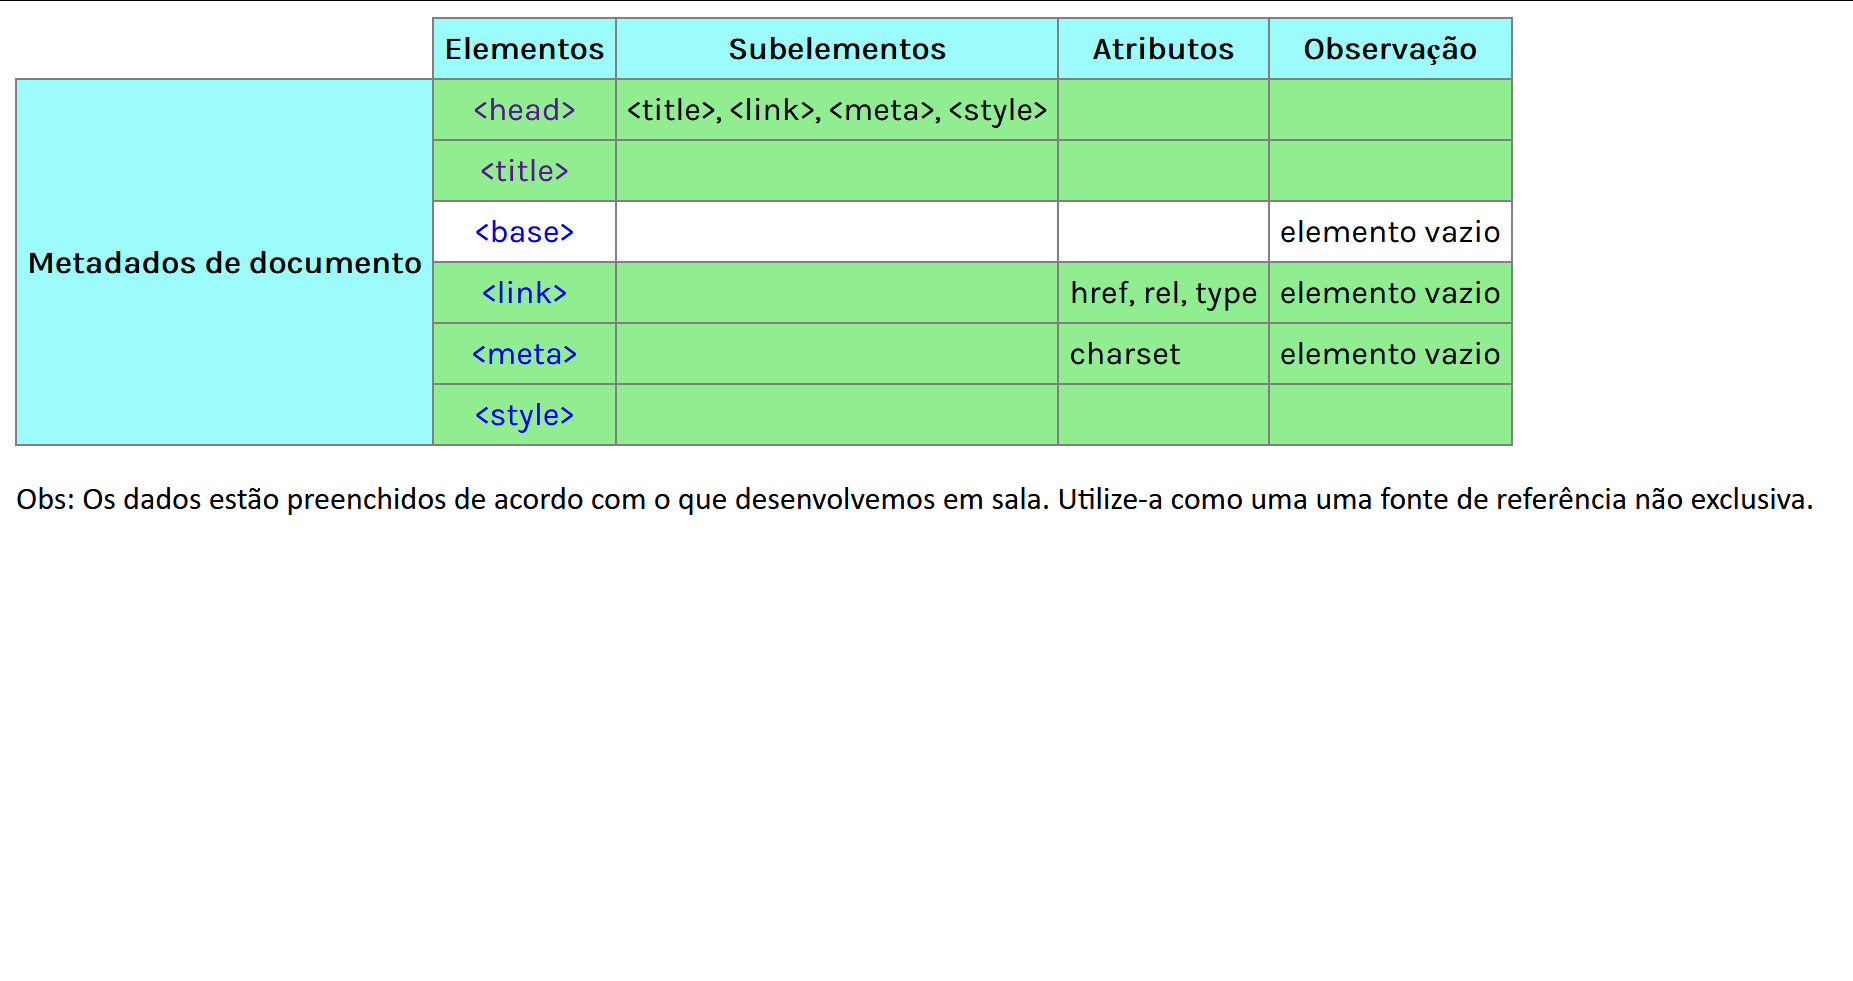 Elementos Subelementos Atributos Observação
<head> <title>, <link>, <meta>, <style>
<title>
<base> elemento vazio
Metadados de documento
<link> href, rel, type elemento vazio
<meta> charset elemento vazio
<style>
Obs: Os dados estão preenchidos de acordo com o que desenvolvemos em sala. Utilize-a como uma uma fonte de referência não exclusiva.